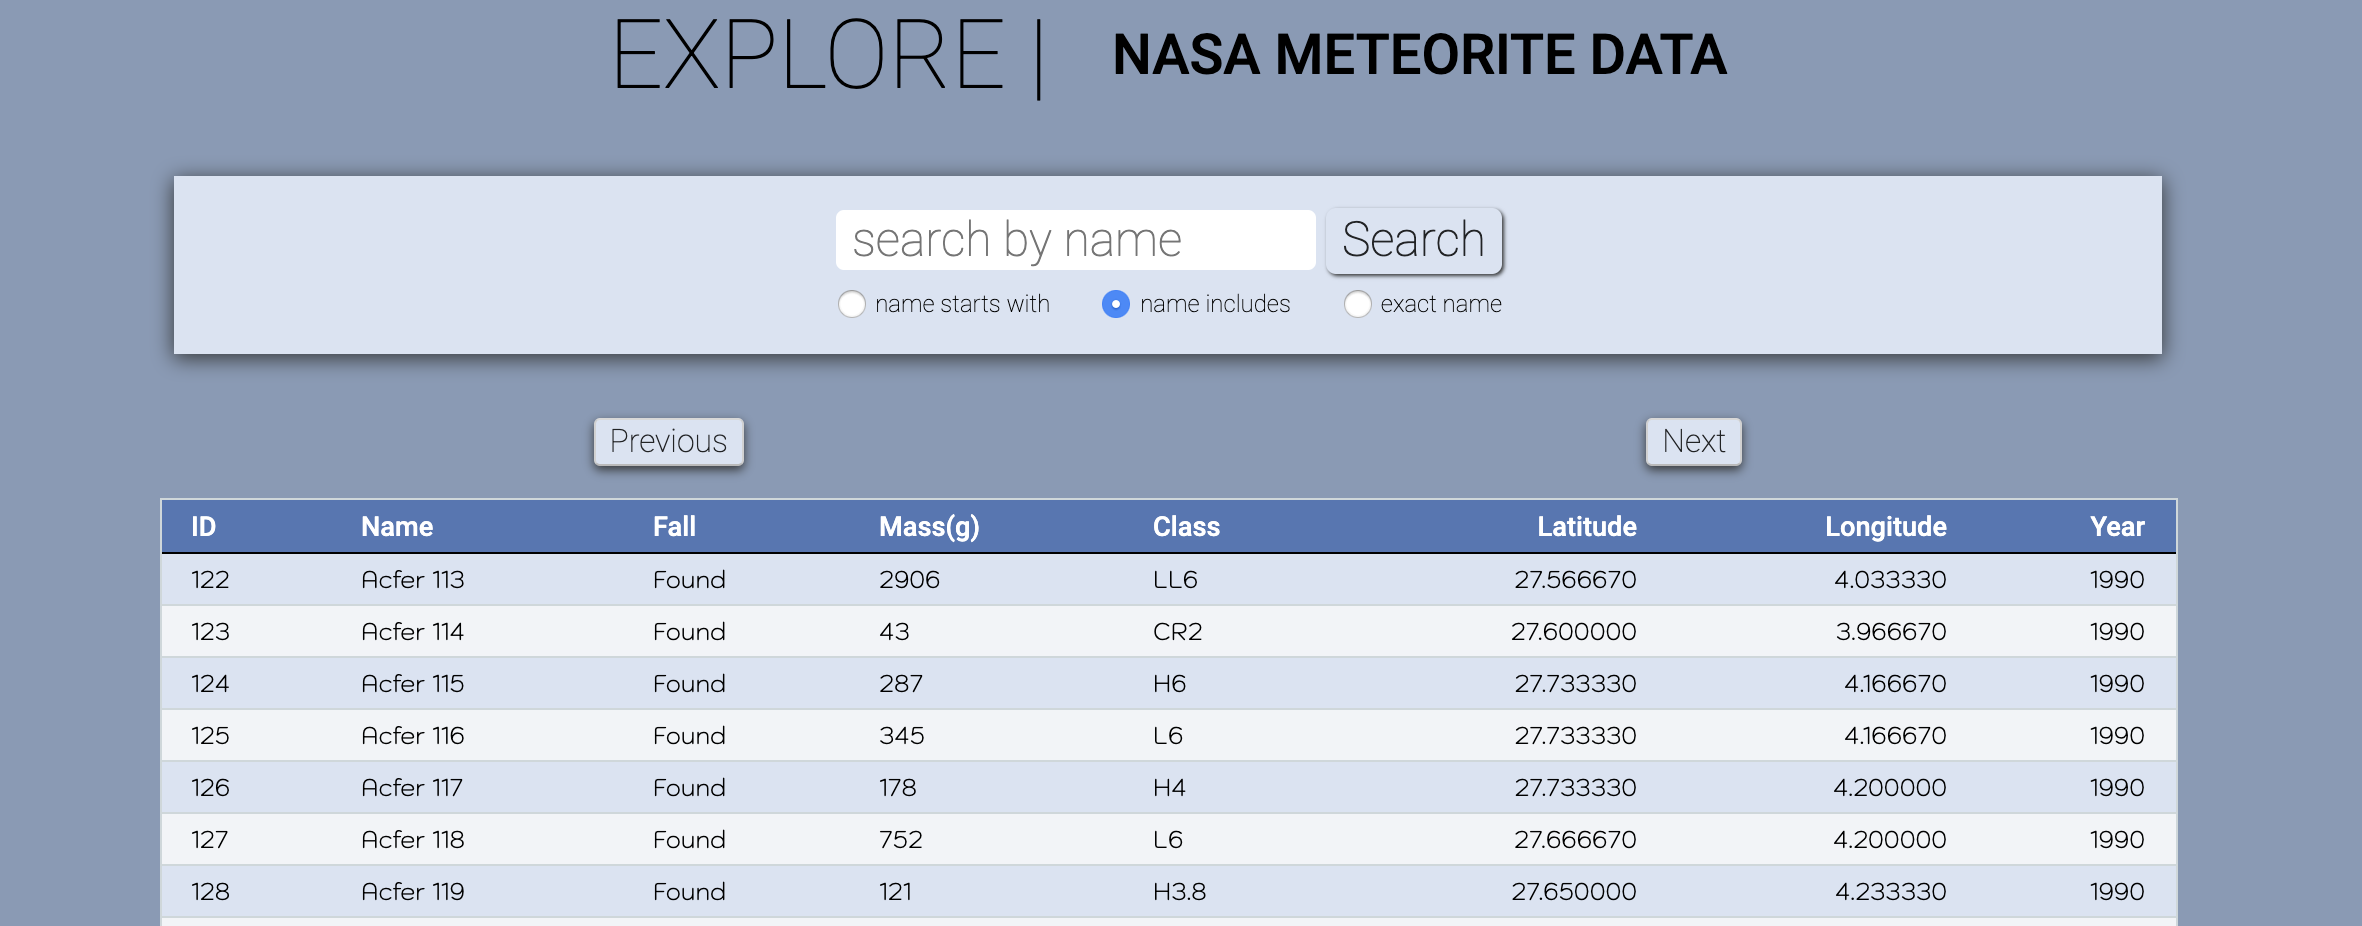 EXPLORE | NASA METEORITE DATA
search by name Search
name starts with name includes exact name
Previous Next
ID Name Fall Mass(g) Class Latitude Longitude Year
122 Acfer 113 Found 2906 LL6 27.566670 4.033330 1990
123 Acfer 114 Found 43 CR2 27.600000 3.966670 1990
124 Acfer 115 Found 287 H6 27.733330 4.166670 1990
125 Acfer 116 Found 345 L6 27.733330 4.166670 1990
126 Acfer 117 Found 178 H4 27.733330 4.200000 1990
127 Acfer 118 Found 752 L6 27.666670 4.200000 1990
128 Acfer 119 Found 121 H3.8 27.650000 4.233330 1990